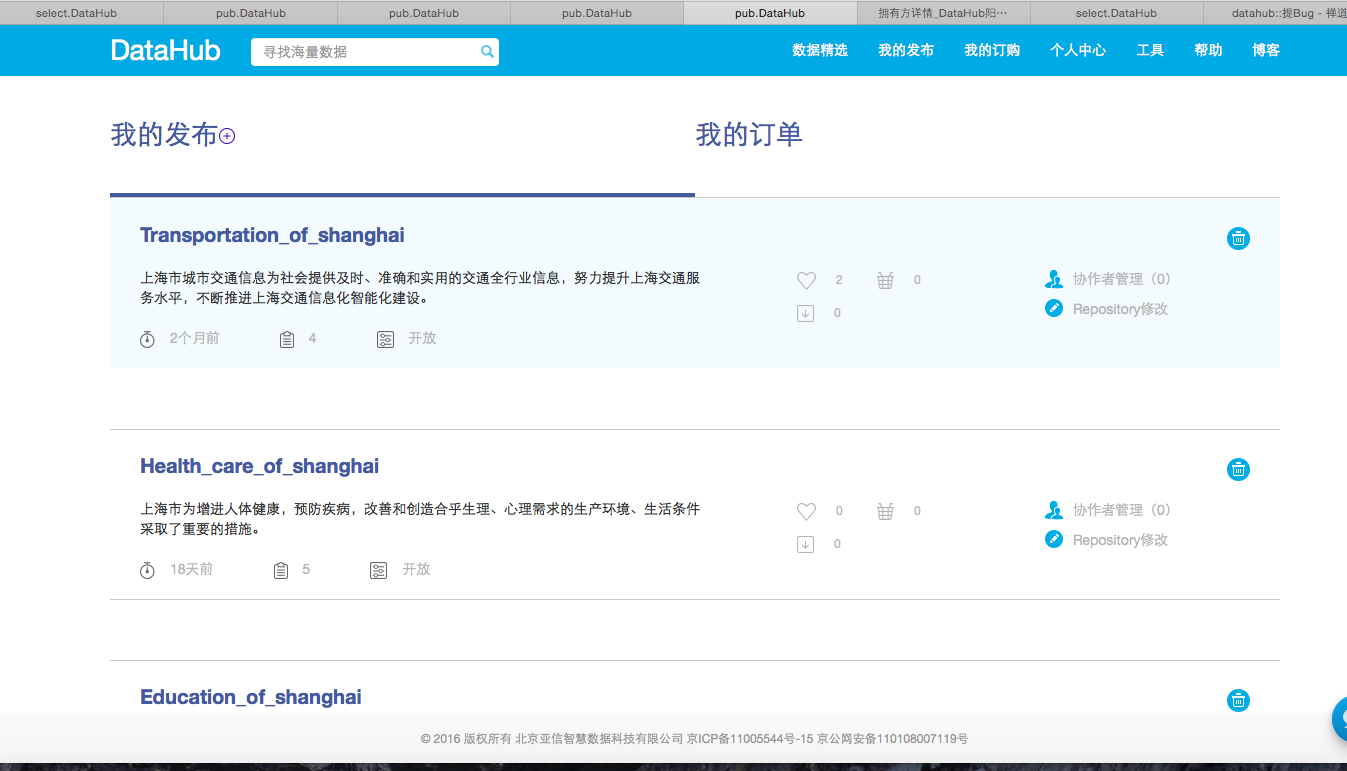 select.DataHub pub.DataHub pub.DataHub pub.DataHub pub.DataHub 拥有方详情_DataHub阳… select.DataHub datahub::提Bug - 禅道
DataHub 寻找海量数据 数据精选 我的发布 我的订购 个人中心 工具 帮助 博客
我的发布 我的订单
Transportation_of_shanghai
上海市城市交通信息为社会提供及时、准确和实用的交通全行业信息，努力提升上海交通服
务水平，不断推进上海交通信息化智能化建设。
2 0 协作者管理（0）
0 Repository修改
2个月前 4 开放
Health_care_of_shanghai
上海市为增进人体健康，预防疾病，改善和创造合乎生理、心理需求的生产环境、生活条件
采取了重要的措施。
0 0 协作者管理（0）
0 Repository修改
18天前 5 开放
Education_of_shanghai
© 2016 版权所有 北京亚信智慧数据科技有限公司 京ICP备11005544号-15 京公网安备110108007119号